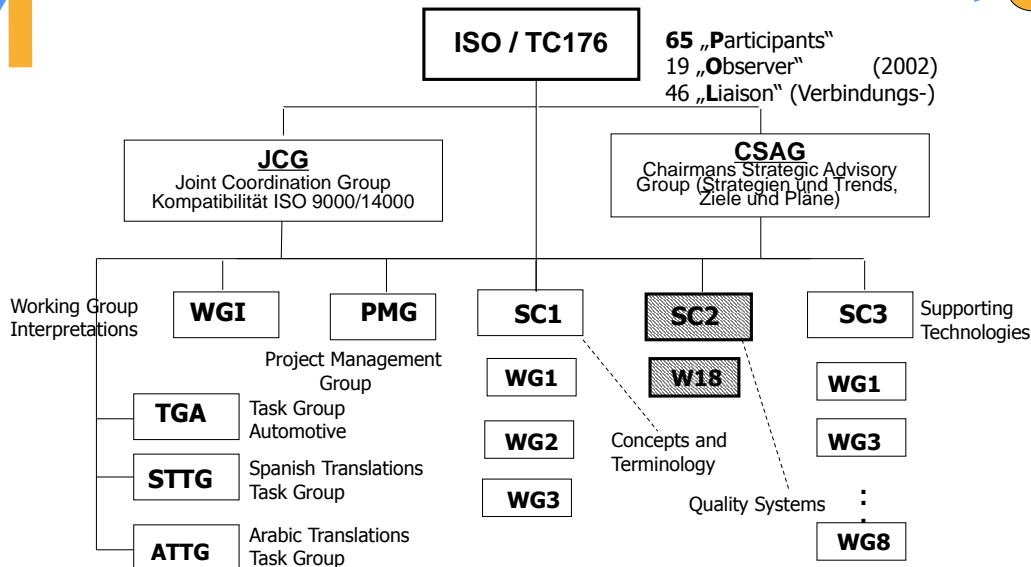 ISO / TC176
65 „Participants“
19 „Observer“ (2002)
46 „Liaison“ (Verbindungs-)
JCG
Joint Coordination Group
Kompatibilität ISO 9000/14000
CSAG
Chairmans Strategic Advisory
Group (Strategien und Trends,
Ziele und Pläne)
Working Group
Interpretations
WGI
PMG
Project Management
Group
SC1
SC2
SC3
Supporting
Technologies
WG1
WG2
WG3
W18
WG1
WG3
:
.
WG8
Concepts and
Terminology
Quality Systems
TGA
Task Group
Automotive
STTG
Spanish Translations
Task Group
ATTG
Arabic Translations
Task Group